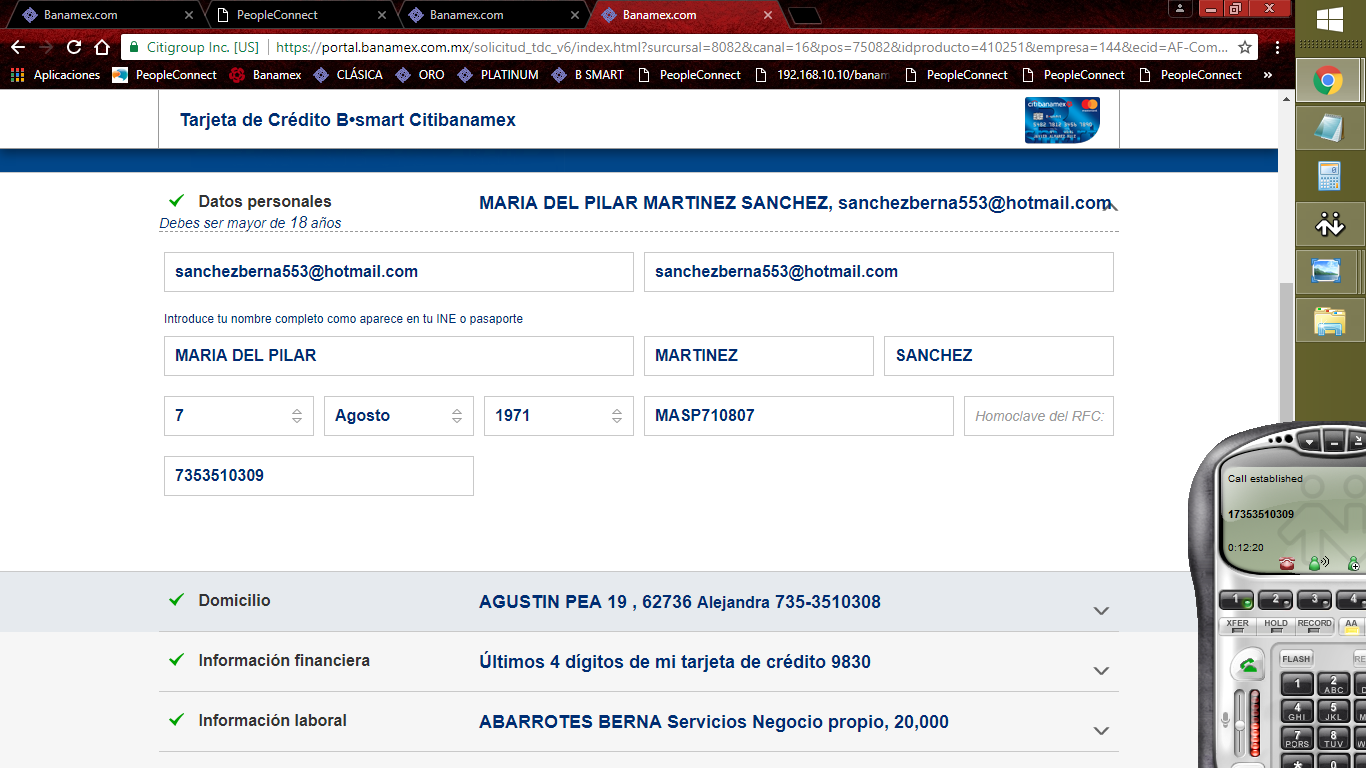 Banamex.com
PeopleConnect
Banamex.com
Banamex.com
Citigroup Inc. [US]
https://portal.banamex.com.mx/solicitud_tdc_v6/index.html?surcursal=8082&canal=16&pos=75082&idproducto=410251&empresa=144&ecid=AF-Com...
Aplicaciones PeopleConnect Banamex CLÁSICA ORO PLATINUM B SMART PeopleConnect 192.168.10.10/banam PeopleConnect PeopleConnect PeopleConnect »
Tarjeta de Crédito B•smart Citibanamex
citibanamex
Datos personales
MARIA DEL PILAR MARTINEZ SANCHEZ, sanchezberna553@hotmail.com
Debes ser mayor de 18 años
sanchezberna553@hotmail.com sanchezberna553@hotmail.com
Introduce tu nombre completo como aparece en tu INE o pasaporte
MARIA DEL PILAR MARTINEZ SANCHEZ
7 Agosto 1971 MASP710807 Homoclave del RFC:
7353510309
Domicilio AGUSTIN PEA 19 , 62736 Alejandra 735-3510308
Información financiera Últimos 4 dígitos de mi tarjeta de crédito 9830
Información laboral ABARROTES BERNA Servicios Negocio propio, 20,000
Call established
17353510309
0:12:20
1 2 3 4
XFER HOLD RECORD AA
FLASH
1 2 ABC
4 GHI 5 JKL
7 PQRS 8 TUV
* 0